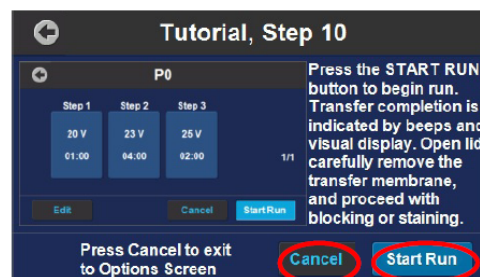 Tutorial, Step 10
P0
Step 1 Step 2 Step 3
20 V 23 V 25 V
01:00 04:00 02:00
1/1
Edit Cancel Start Run
Press the START RUN
button to begin run.
Transfer completion is
indicated by beeps and
visual display. Open lid
carefully remove the
transfer membrane,
and proceed with
blocking or staining.
Press Cancel to exit
to Options Screen
Cancel Start Run